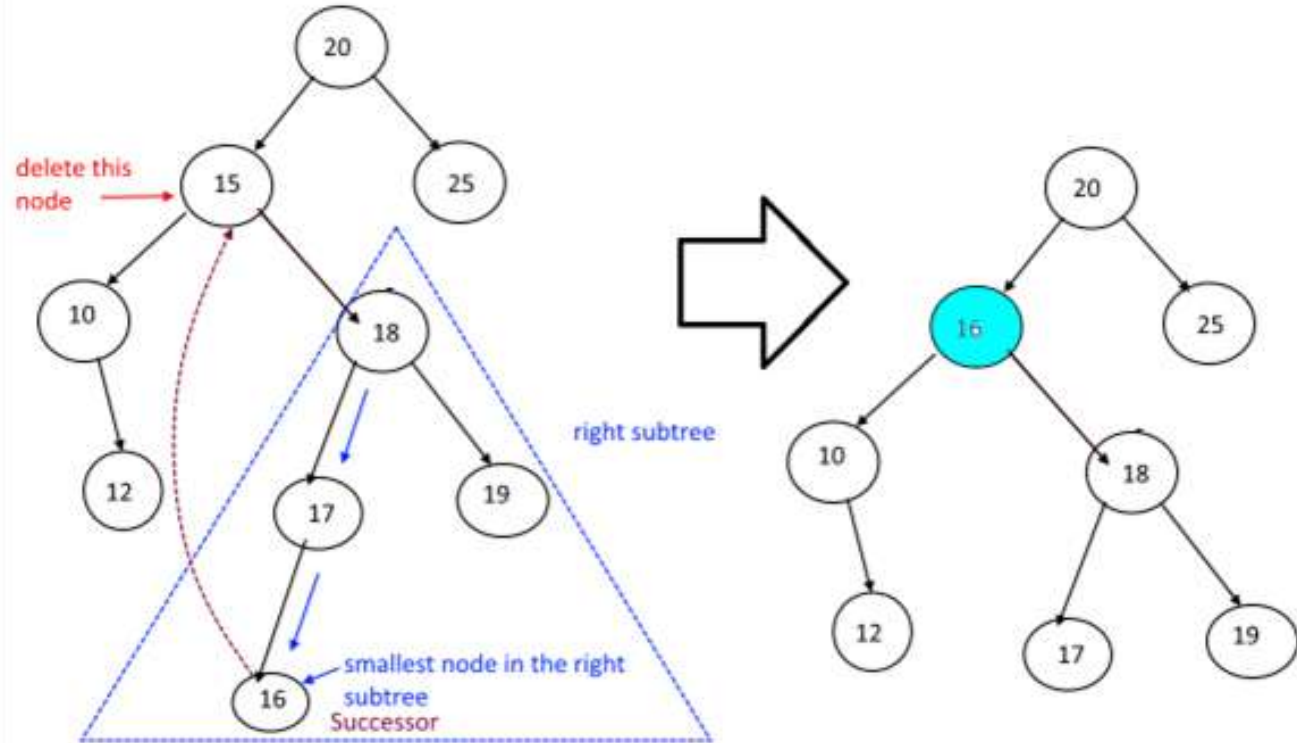 20
delete this
node
15
25
20
10
18
16
25
right subtree
10
18
12
17
19
12
17
19
16
smallest node in the right
subtree
Successor